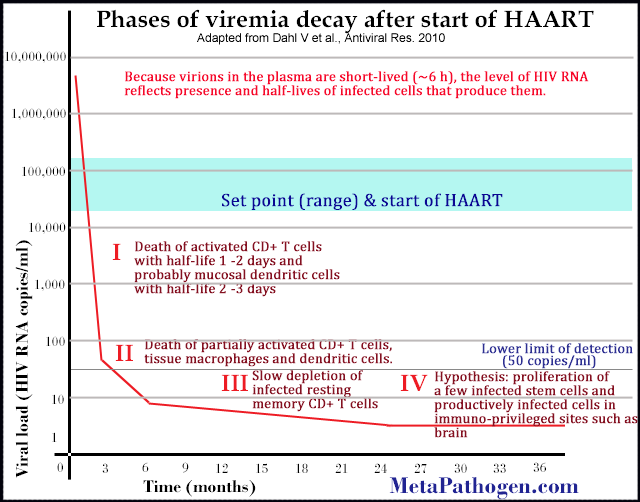 Phases of viremia decay after start of HAART
Adapted from Dahl V et al., Antiviral Res. 2010
Because virions in the plasma are short-lived (~6 h), the level of HIV RNA
reflects presence and half-lives of infected cells that produce them.
Set point (range) & start of HAART
I
Death of activated CD+ T cells
with half-life 1 -2 days and
probably mucosal dendritic cells
with half-life 2 -3 days
II
Death of partially activated CD+ T cells,
tissue macrophages and dendritic cells.
Lower limit of detection
(50 copies/ml)
III
Slow depletion of
infected resting
memory CD+ T cells
IV
Hypothesis: proliferation of
a few infected stem cells and
productively infected cells in
immuno-privileged sites such as
brain
Viral load (HIV RNA copies/ml)
10,000,000
1,000,000
100,000
10,000
1,000
100
10
1
0 3 6 9 12 15 18 21 24 27 30 33 36
Time (months)
MetaPathogen.com